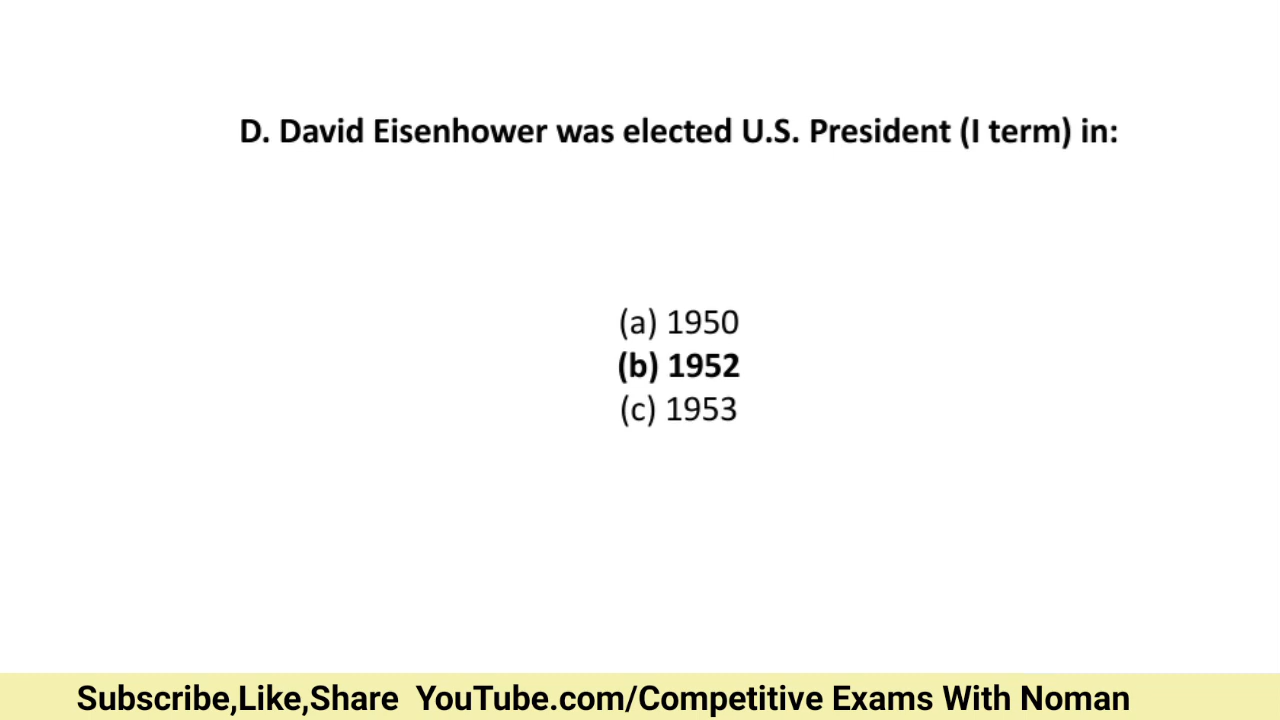 D. David Eisenhower was elected U.S. President (I term) in:
(a) 1950
(b) 1952
(c) 1953
Subscribe,Like,Share  YouTube.com/Competitive Exams With Noman